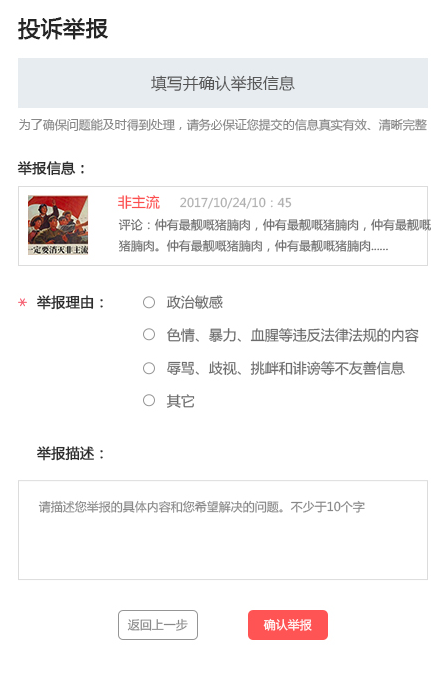 投诉举报
填写并确认举报信息
为了确保问题能及时得到处理，请务必保证您提交的信息真实有效、清晰完整
举报信息：
非主流 2017/10/24/10：45
评论：仲有最靓嘅猪腩肉，仲有最靓嘅猪腩肉，仲有最靓嘅
猪腩肉。仲有最靓嘅猪腩肉，仲有最靓嘅猪腩肉......
一定要消灭非主流
* 举报理由：
政治敏感
色情、暴力、血腥等违反法律法规的内容
辱骂、歧视、挑衅和诽谤等不友善信息
其它
举报描述：
请描述您举报的具体内容和您希望解决的问题。不少于10个字
返回上一步 确认举报